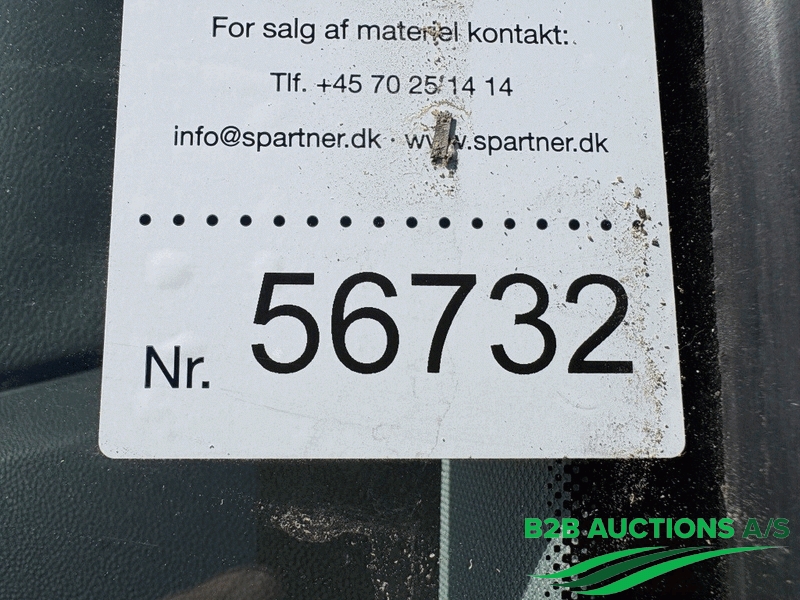 For salg af materiel kontakt:
Tlf. +45 70 25 14 14
info@spartner.dk · www.spartner.dk
Nr. 56732
B2B AUCTIONS A/S